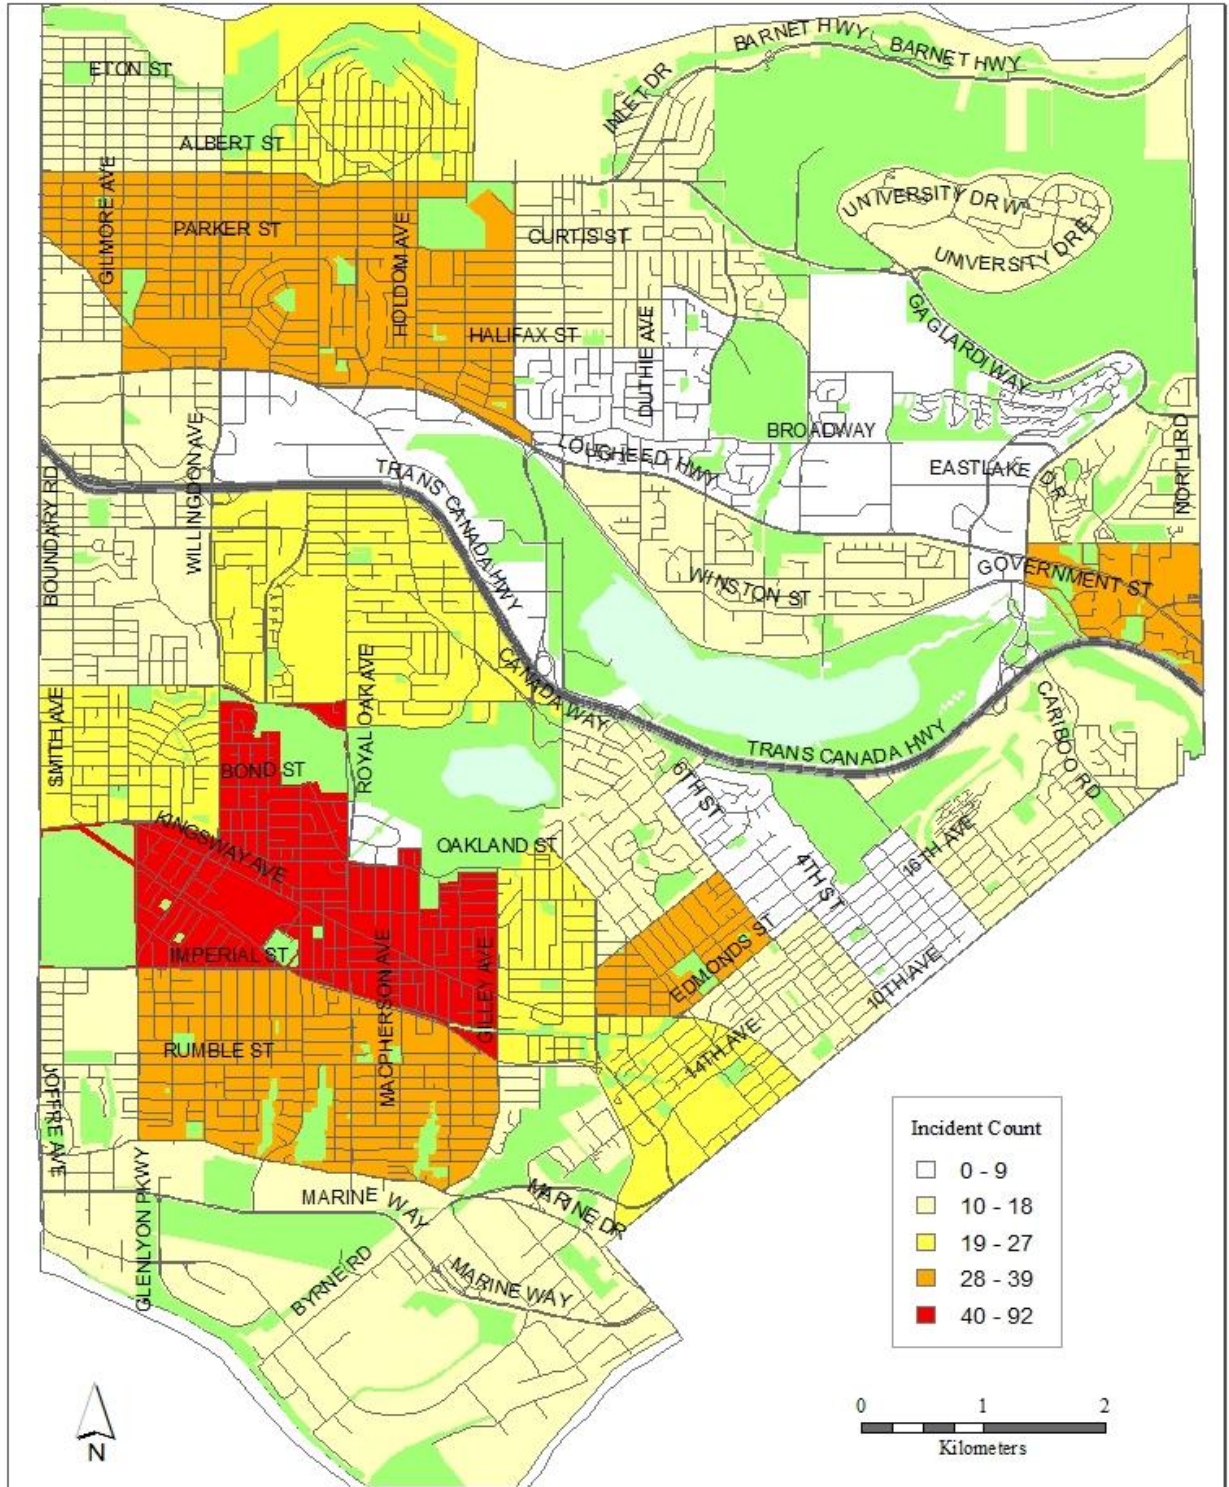 BARNET HWY
BARNET HWY
ETON ST
INLET DR
ALBERT ST
GILMORE AVE
UNIVERSITY DR W
PARKER ST
CURTIS ST
HOLDOM AVE
UNIVERSITY DR E
GAGLARDI WAY
HALIFAX ST
DUTHIE AVE
BROADWAY
WILLINGDON AVE
LOUGHEED HWY
EASTLAKE DR
NORTH RD
TRANS CANADA HWY
BOUNDARY RD
GOVERNMENT ST
WINSTON ST
ROYAL OAK AVE
CANADA WAY
SMITH AVE
CARIBOO RD
TRANS CANADA HWY
BOND ST
6TH ST
KINGSWAY AVE
OAKLAND ST
16TH AVE
4TH ST
IMPERIAL ST
MACPHERSON AVE
GILLEY AVE
EDMONDS ST
10TH AVE
RUMBLE ST
14TH AVE
JOFFRE AVE
GLENLYON PKWY
MARINE WAY
MARINE DR
BYRNE RD
MARINE WAY
Incident Count
0 - 9
10 - 18
19 - 27
28 - 39
40 - 92
0 1 2
Kilometers
N